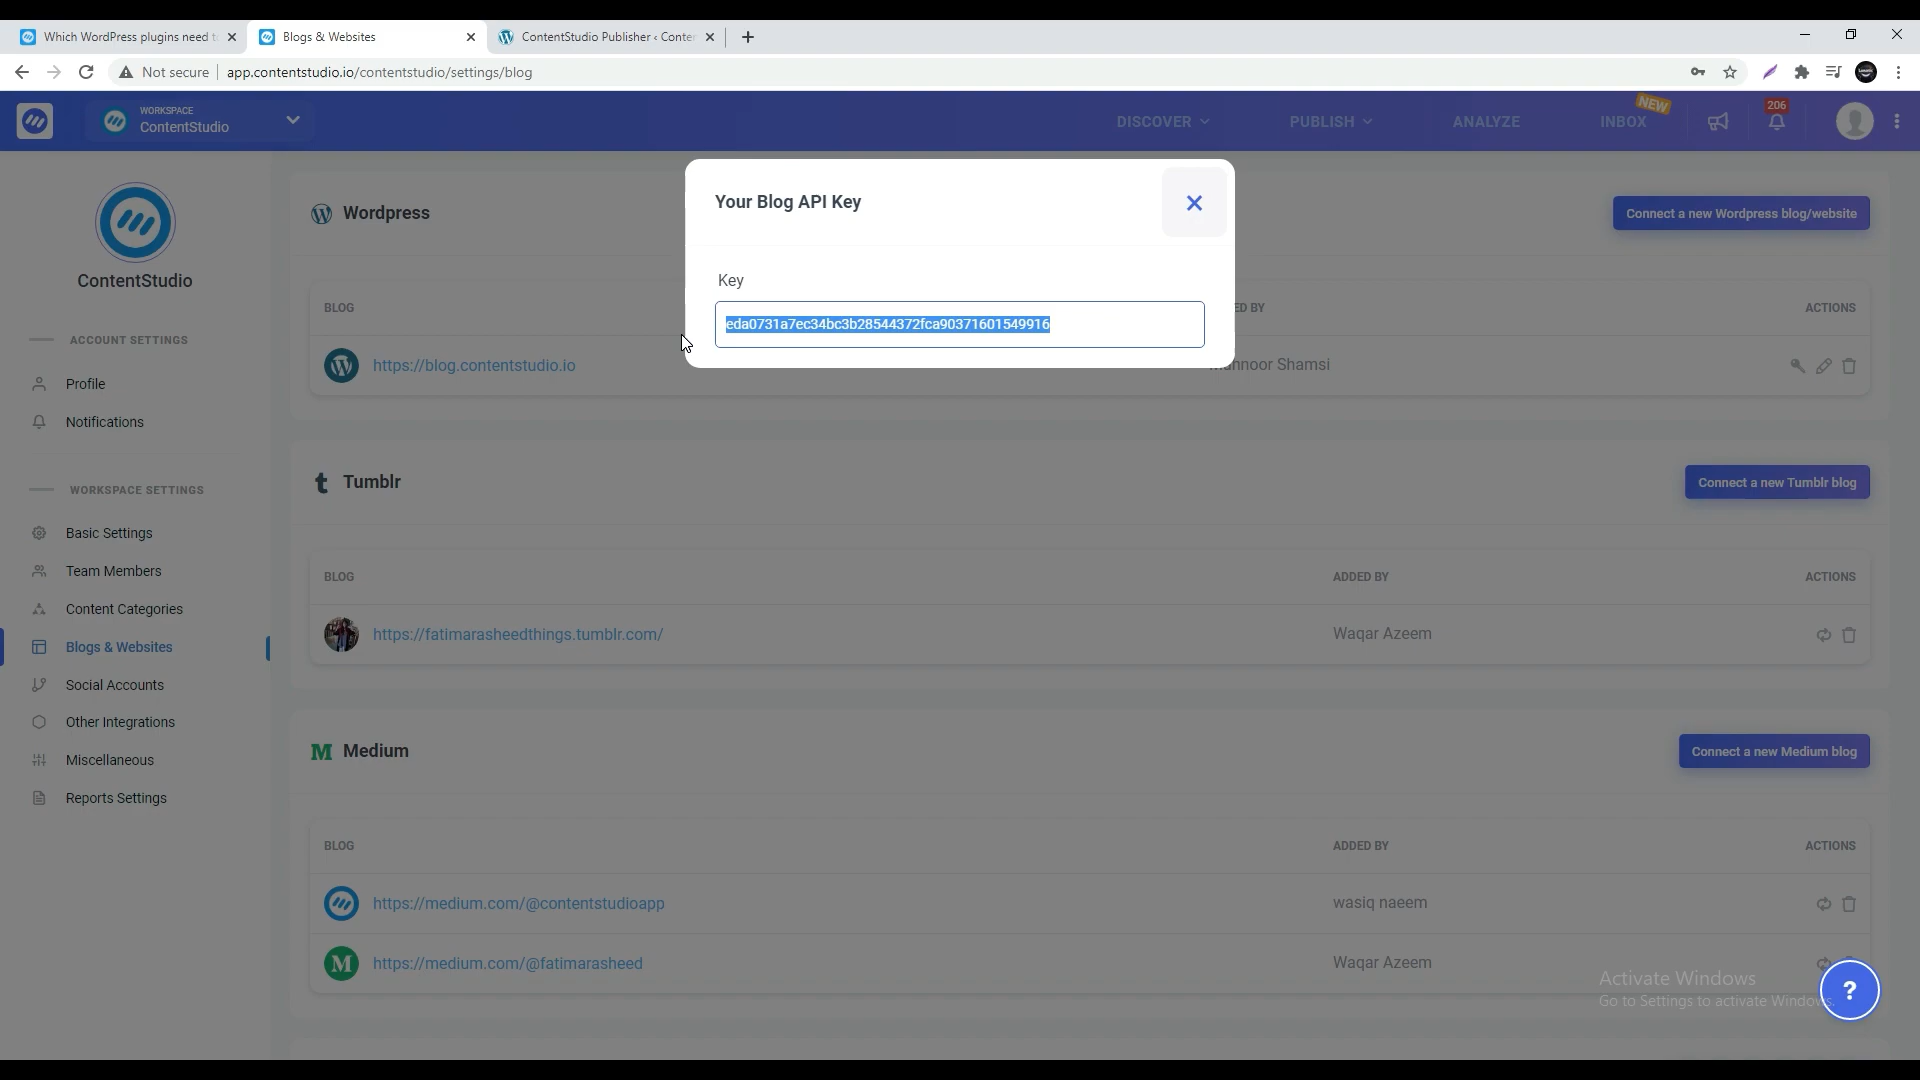 Which WordPress plugins need t
Blogs & Websites
ContentStudio Publisher ‹ Conte
Not secure
app.contentstudio.io/contentstudio/settings/blog
WORKSPACE
ContentStudio
DISCOVER
PUBLISH
ANALYZE
INBOX
NEW
206
ContentStudio
ACCOUNT SETTINGS
Profile
Notifications
WORKSPACE SETTINGS
Basic Settings
Team Members
Content Categories
Blogs & Websites
Social Accounts
Other Integrations
Miscellaneous
Reports Settings
Your Blog API Key
Key
eda0731a7ec34bc3b28544372fca90371601549916
Wordpress
Connect a new Wordpress blog/website
BLOG
ED BY
ACTIONS
https://blog.contentstudio.io
Shamsi
Tumblr
Connect a new Tumblr blog
BLOG
ADDED BY
ACTIONS
https://fatimarasheedthings.tumblr.com/
Waqar Azeem
Medium
Connect a new Medium blog
BLOG
ADDED BY
ACTIONS
https://medium.com/@contentstudioapp
wasiq naeem
https://medium.com/@fatimarasheed
Waqar Azeem
Activate Windows
Go to Settings to activate Windows.
?